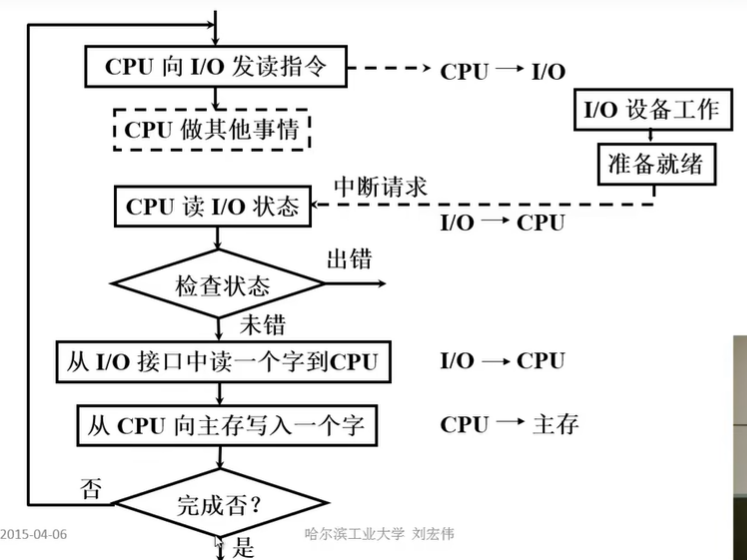 CPU 向 I/O 发读指令
CPU → I/O
I/O 设备工作
CPU 做其他事情
准备就绪
中断请求
CPU 读 I/O 状态
I/O → CPU
出错
检查状态
未错
从 I/O 接口中读一个字到CPU
I/O → CPU
从 CPU 向主存写入一个字
CPU → 主存
否
完成否？
2015-04-06
哈尔滨工业大学 刘宏伟
是